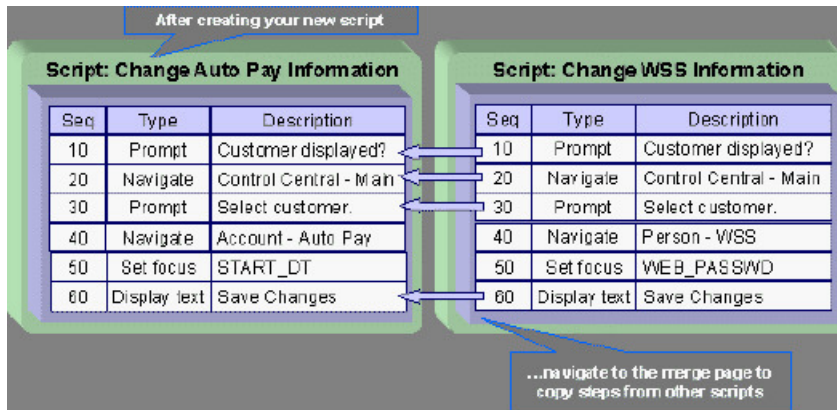 After creating your new script
Script: Change Auto Pay Information
Seq Type Description
10 Prompt Customer displayed?
20 Navigate Control Central - Main
30 Prompt Select customer.
40 Navigate Account - Auto Pay
50 Set focus START_DT
60 Display text Save Changes
Script: Change WSS Information
Seq Type Description
10 Prompt Customer displayed?
20 Navigate Control Central - Main
30 Prompt Select customer.
40 Navigate Person - WSS
50 Set focus WEB_PASSWD
60 Display text Save Changes
...navigate to the merge page to
copy steps from other scripts